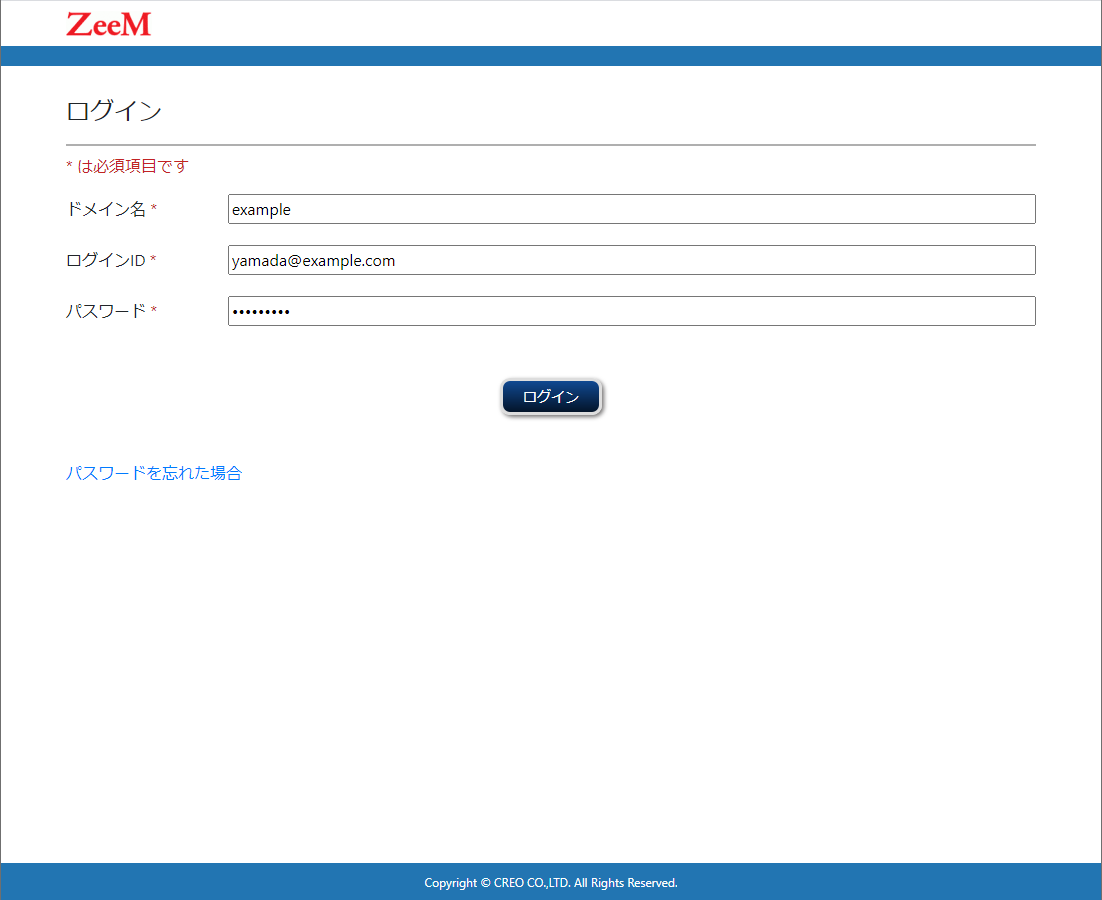 ZeeM
ログイン
* は必須項目です
ドメイン名 * example
ログインID * yamada@example.com
パスワード * •••••••••
ログイン
パスワードを忘れた場合
Copyright © CREO CO.,LTD. All Rights Reserved.